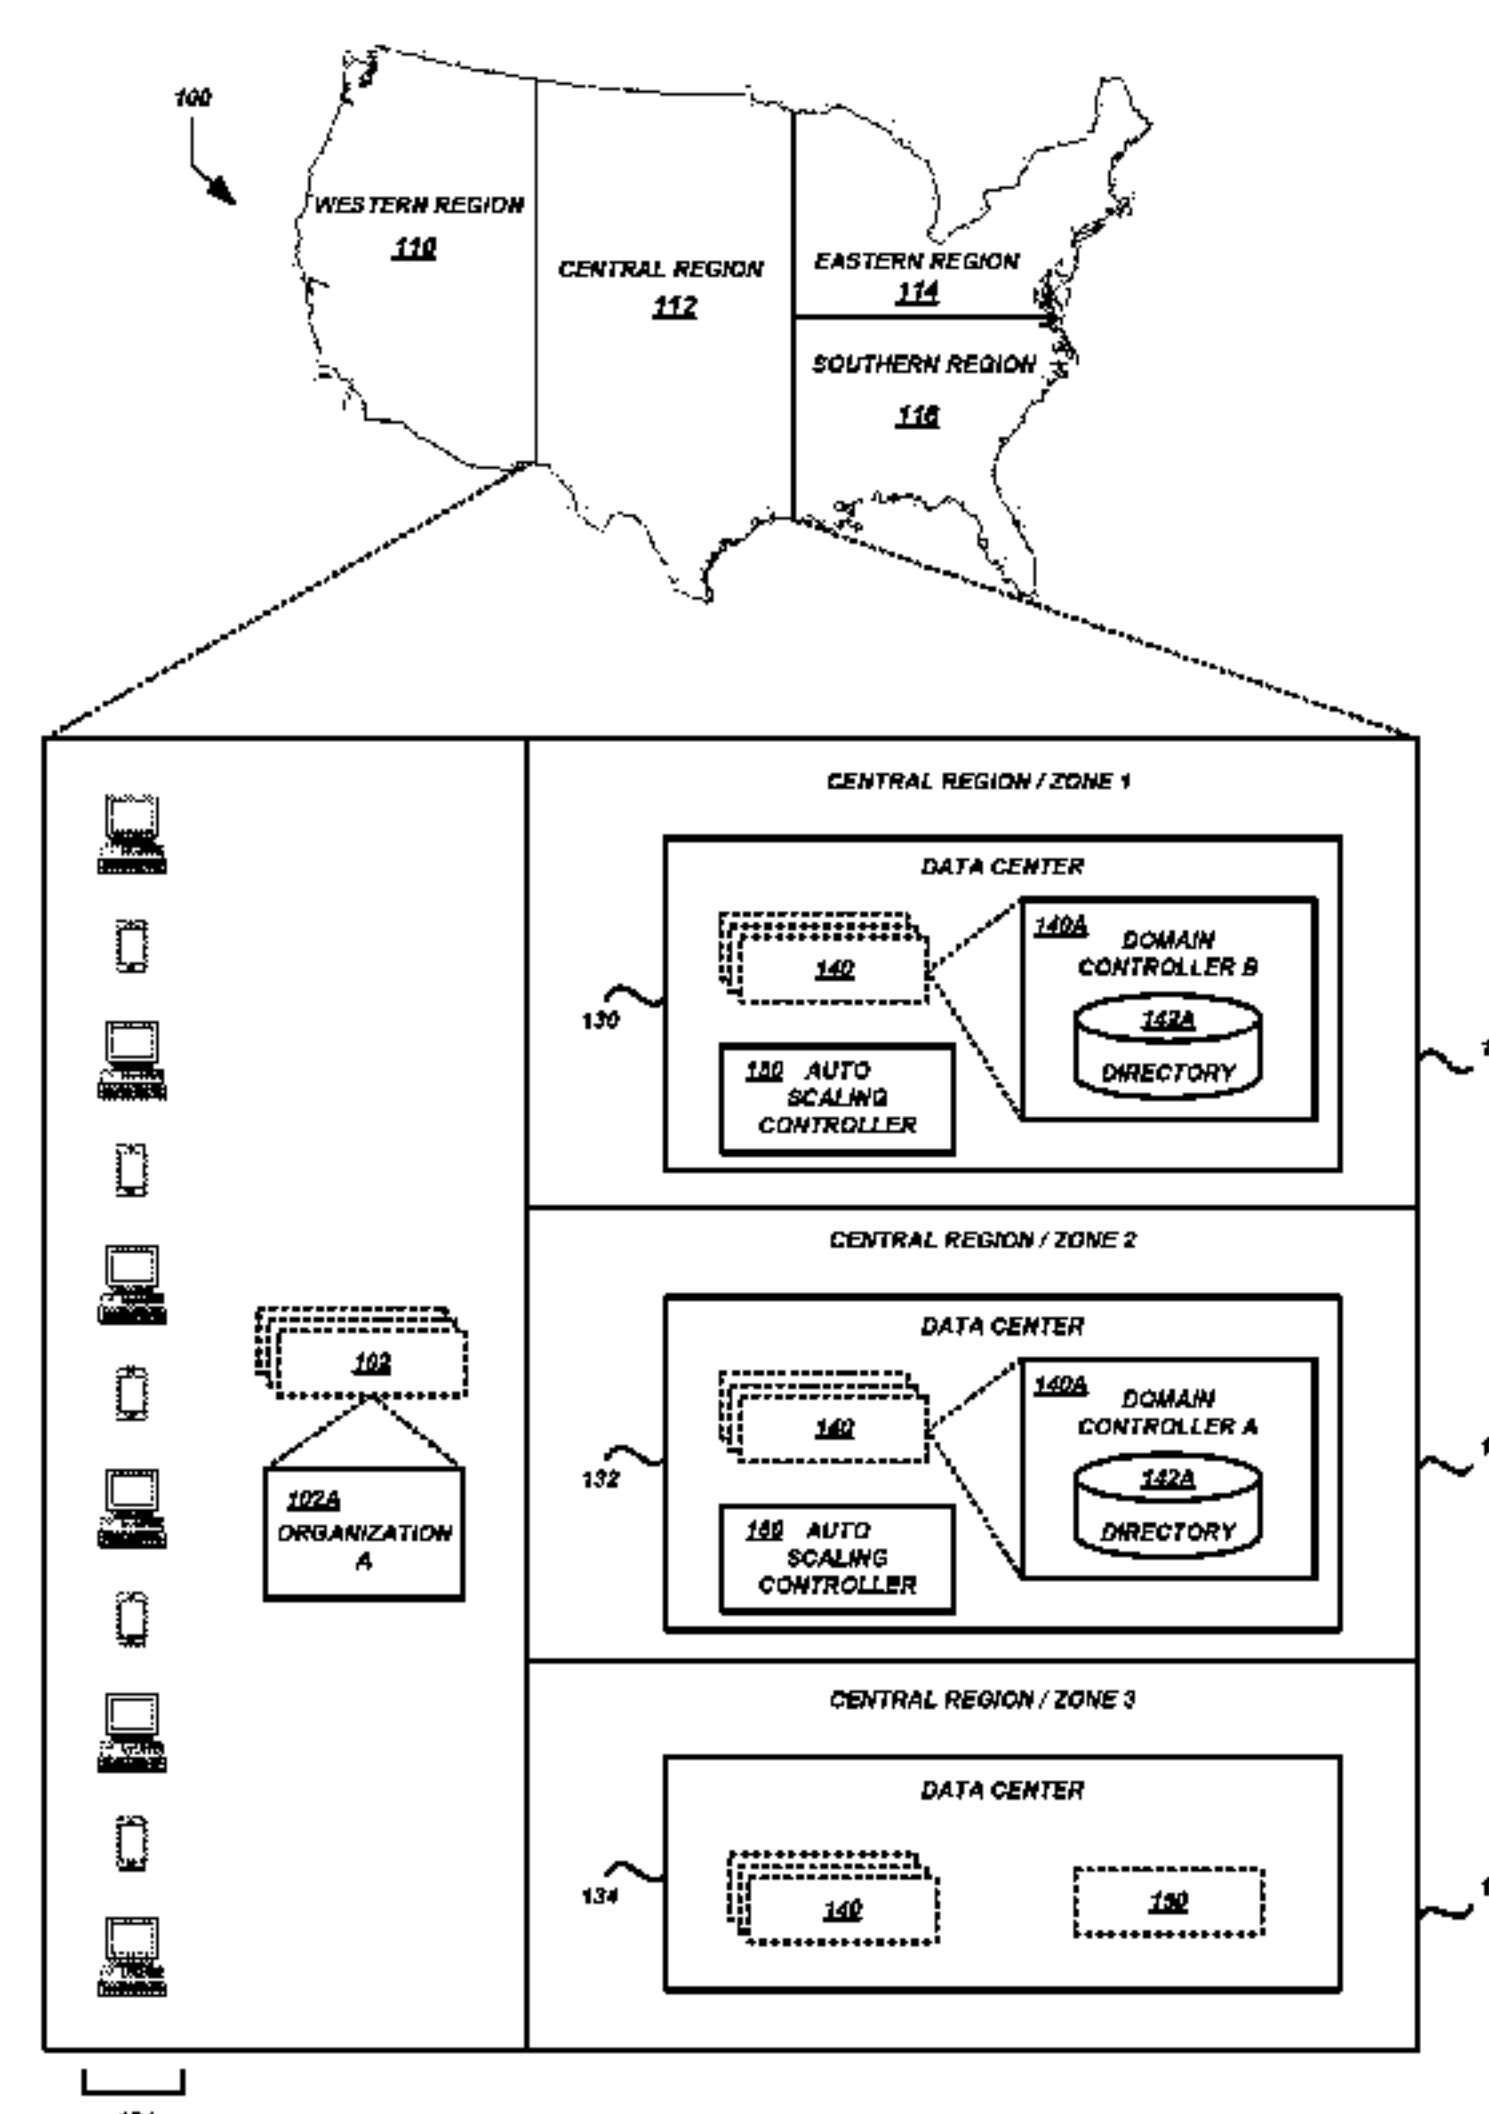 100
WESTERN REGION
110
CENTRAL REGION
112
EASTERN REGION
114
SOUTHERN REGION
116
CENTRAL REGION / ZONE 1
DATA CENTER
140
140A
DOMAIN
CONTROLLER B
142A
DIRECTORY
130
150 AUTO
SCALING
CONTROLLER
CENTRAL REGION / ZONE 2
DATA CENTER
140
140A
DOMAIN
CONTROLLER A
142A
DIRECTORY
132
150 AUTO
SCALING
CONTROLLER
102
102A
ORGANIZATION
A
CENTRAL REGION / ZONE 3
DATA CENTER
134
140
150